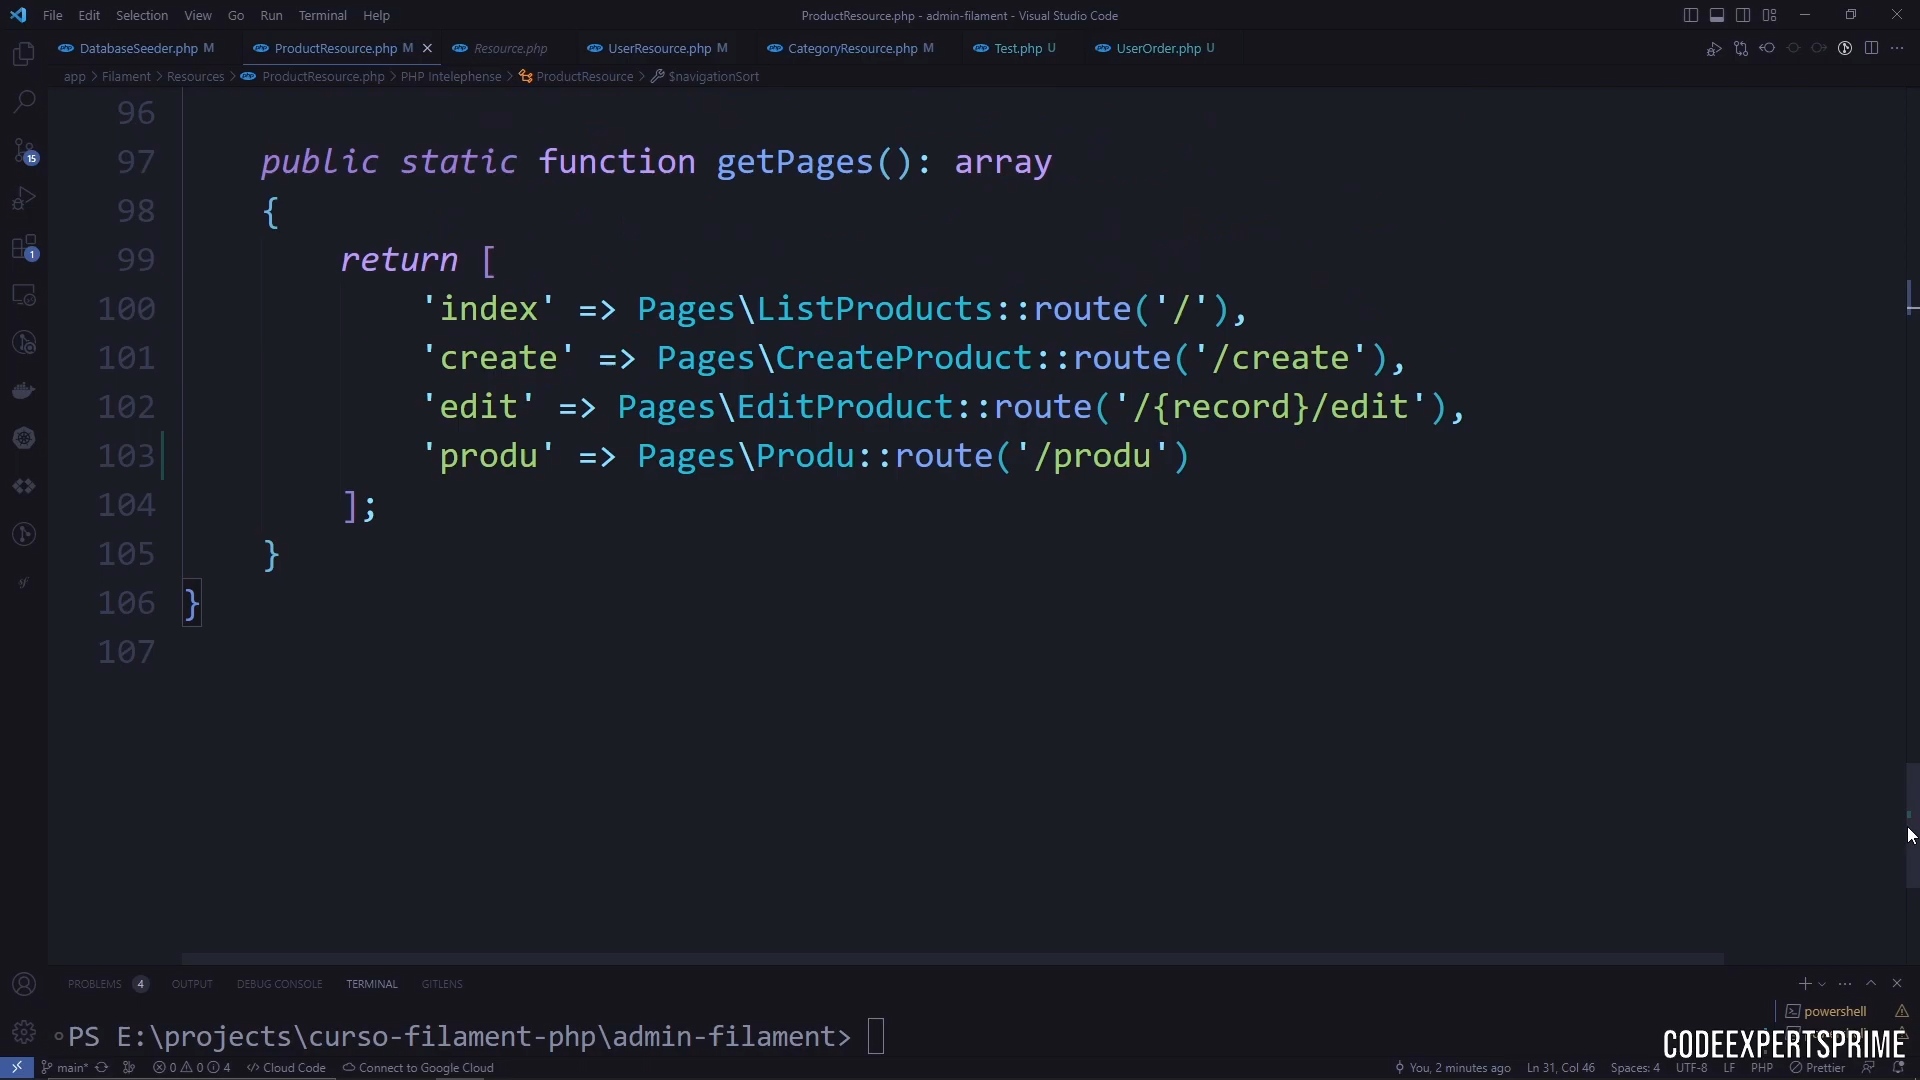 File Edit Selection View Go Run Terminal Help
ProductResource.php - admin-filament - Visual Studio Code
DatabaseSeeder.php M ProductResource.php M Resource.php UserResource.php M CategoryResource.php M Test.php U UserOrder.php U
app > Filament > Resources > ProductResource.php > PHP Intelephense > ProductResource > $navigationSort
96
97 public static function getPages(): array
98 {
99 return [
100 'index' => Pages\ListProducts::route('/'),
101 'create' => Pages\CreateProduct::route('/create'),
102 'edit' => Pages\EditProduct::route('/{record}/edit'),
103 'produ' => Pages\Produ::route('/produ')
104 ];
105 }
106 }
107
15
1
PROBLEMS 4 OUTPUT DEBUG CONSOLE TERMINAL GITLENS
powershell
PS E:\projects\curso-filament-php\admin-filament>
CODEEXPERTSPRIME
main* 0 0 4 Cloud Code Connect to Google Cloud
You, 2 minutes ago Ln 31, Col 46 Spaces: 4 UTF-8 LF PHP Prettier